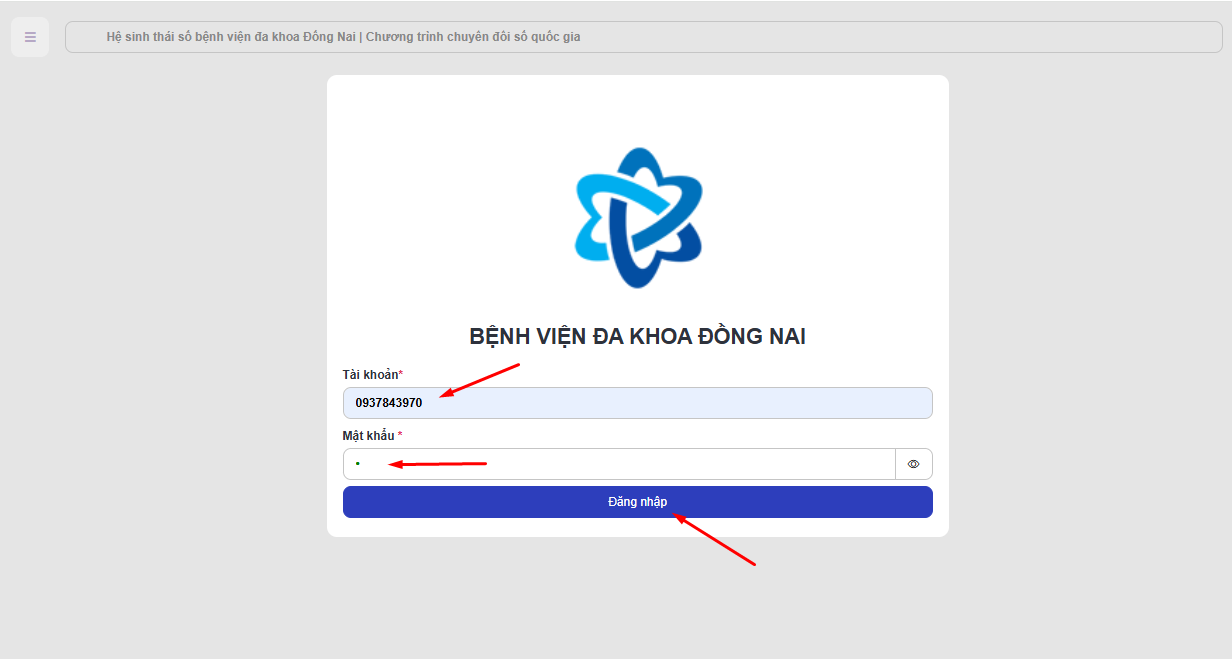 Hệ sinh thái số bệnh viện đa khoa Đồng Nai | Chương trình chuyển đổi số quốc gia
BỆNH VIỆN ĐA KHOA ĐỒNG NAI
Tài khoản*
0937843970
Mật khẩu *
Đăng nhập